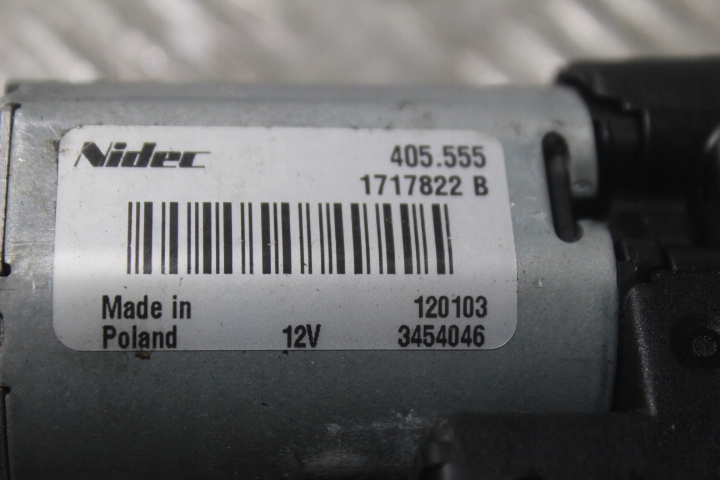 Nidec 405.555
1717822 B
Made in 120103
Poland 12V 3454046